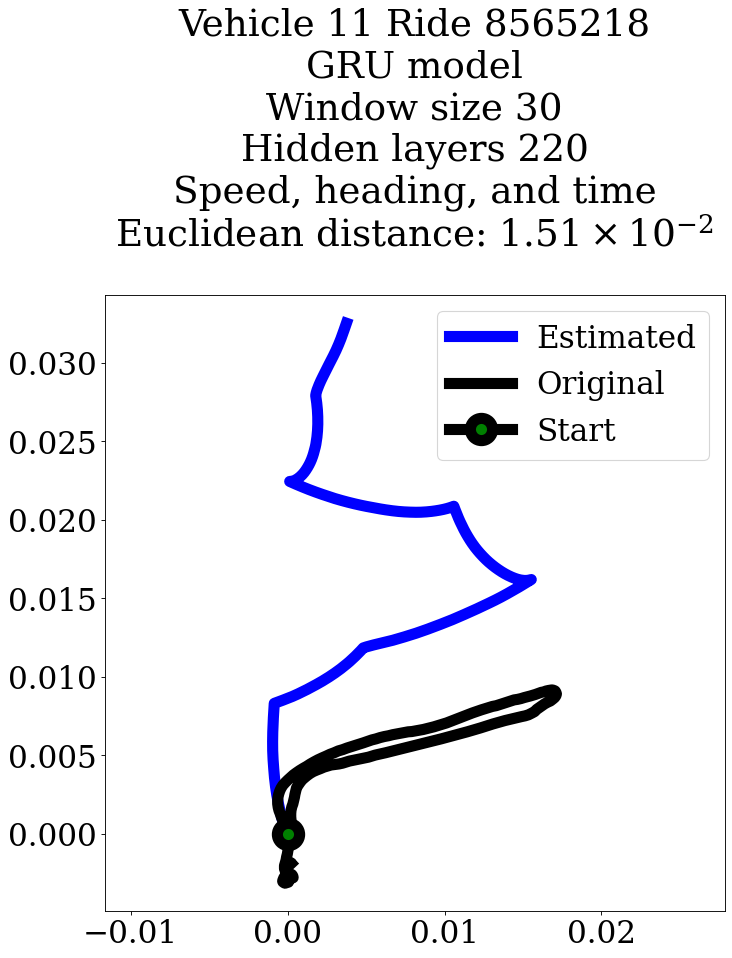 Vehicle 11 Ride 8565218
GRU model
Window size 30
Hidden layers 220
Speed, heading, and time
Euclidean distance: 1.51 × 10⁻²
Estimated
Original
Start
0.030
0.025
0.020
0.015
0.010
0.005
0.000
−0.01 0.00 0.01 0.02